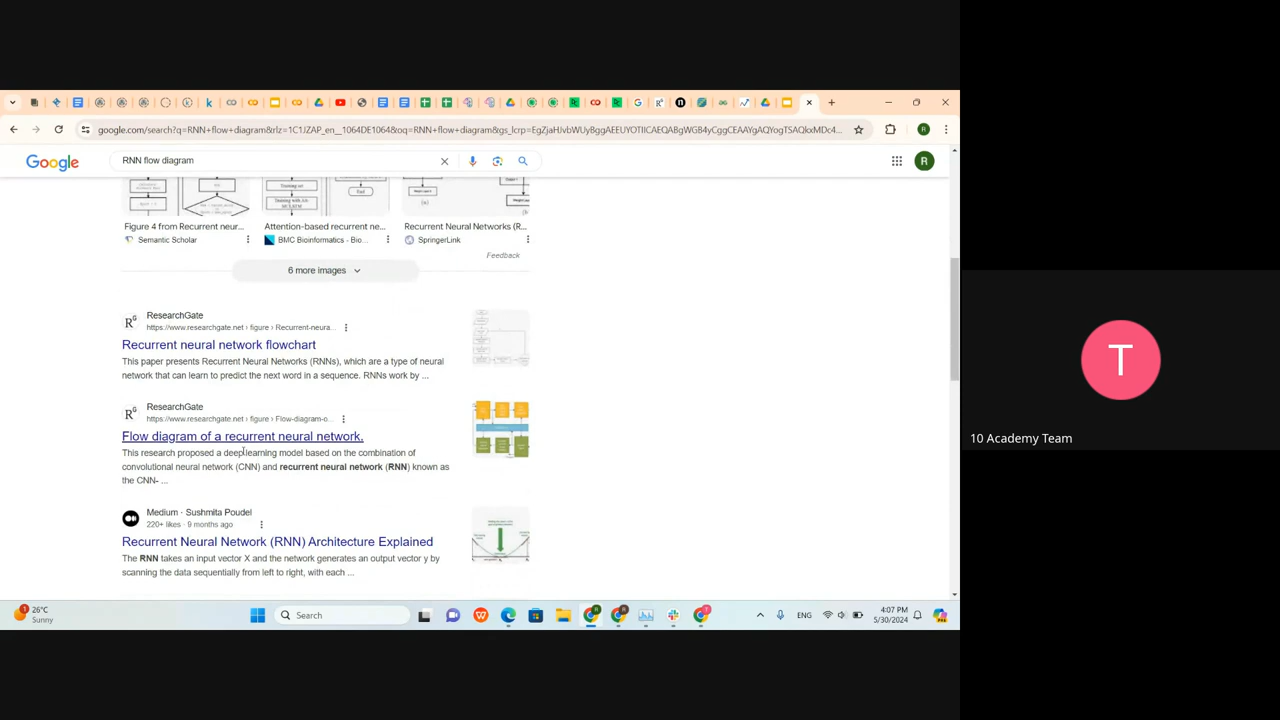 google.com/search?q=RNN+flow+diagram&rlz=1C1JZAP_en__1064DE1064&oq=RNN+flow+diagram&gs_lcrp=EgZjaHJvbWUyBggAEEUYOTIICAEQABgWGB4yCggCEAAYgAQYogTSAQkxMDc4...
R
Google
RNN flow diagram
R
Figure 4 from Recurrent neur...
Attention-based recurrent ne...
Recurrent Neural Networks (R...
Semantic Scholar
BMC Bioinformatics - Bio...
SpringerLink
Feedback
6 more images
ResearchGate
https://www.researchgate.net › figure › Recurrent-neura...
Recurrent neural network flowchart
This paper presents Recurrent Neural Networks (RNNs), which are a type of neural
network that can learn to predict the next word in a sequence. RNNs work by ...
ResearchGate
https://www.researchgate.net › figure › Flow-diagram-o...
Flow diagram of a recurrent neural network.
This research proposed a deep learning model based on the combination of
convolutional neural network (CNN) and recurrent neural network (RNN) known as
the CNN- ...
Medium · Sushmita Poudel
220+ likes · 9 months ago
Recurrent Neural Network (RNN) Architecture Explained
The RNN takes an input vector X and the network generates an output vector y by
scanning the data sequentially from left to right, with each ...
T
10 Academy Team
26°C
Sunny
Search
ENG
4:07 PM
5/30/2024